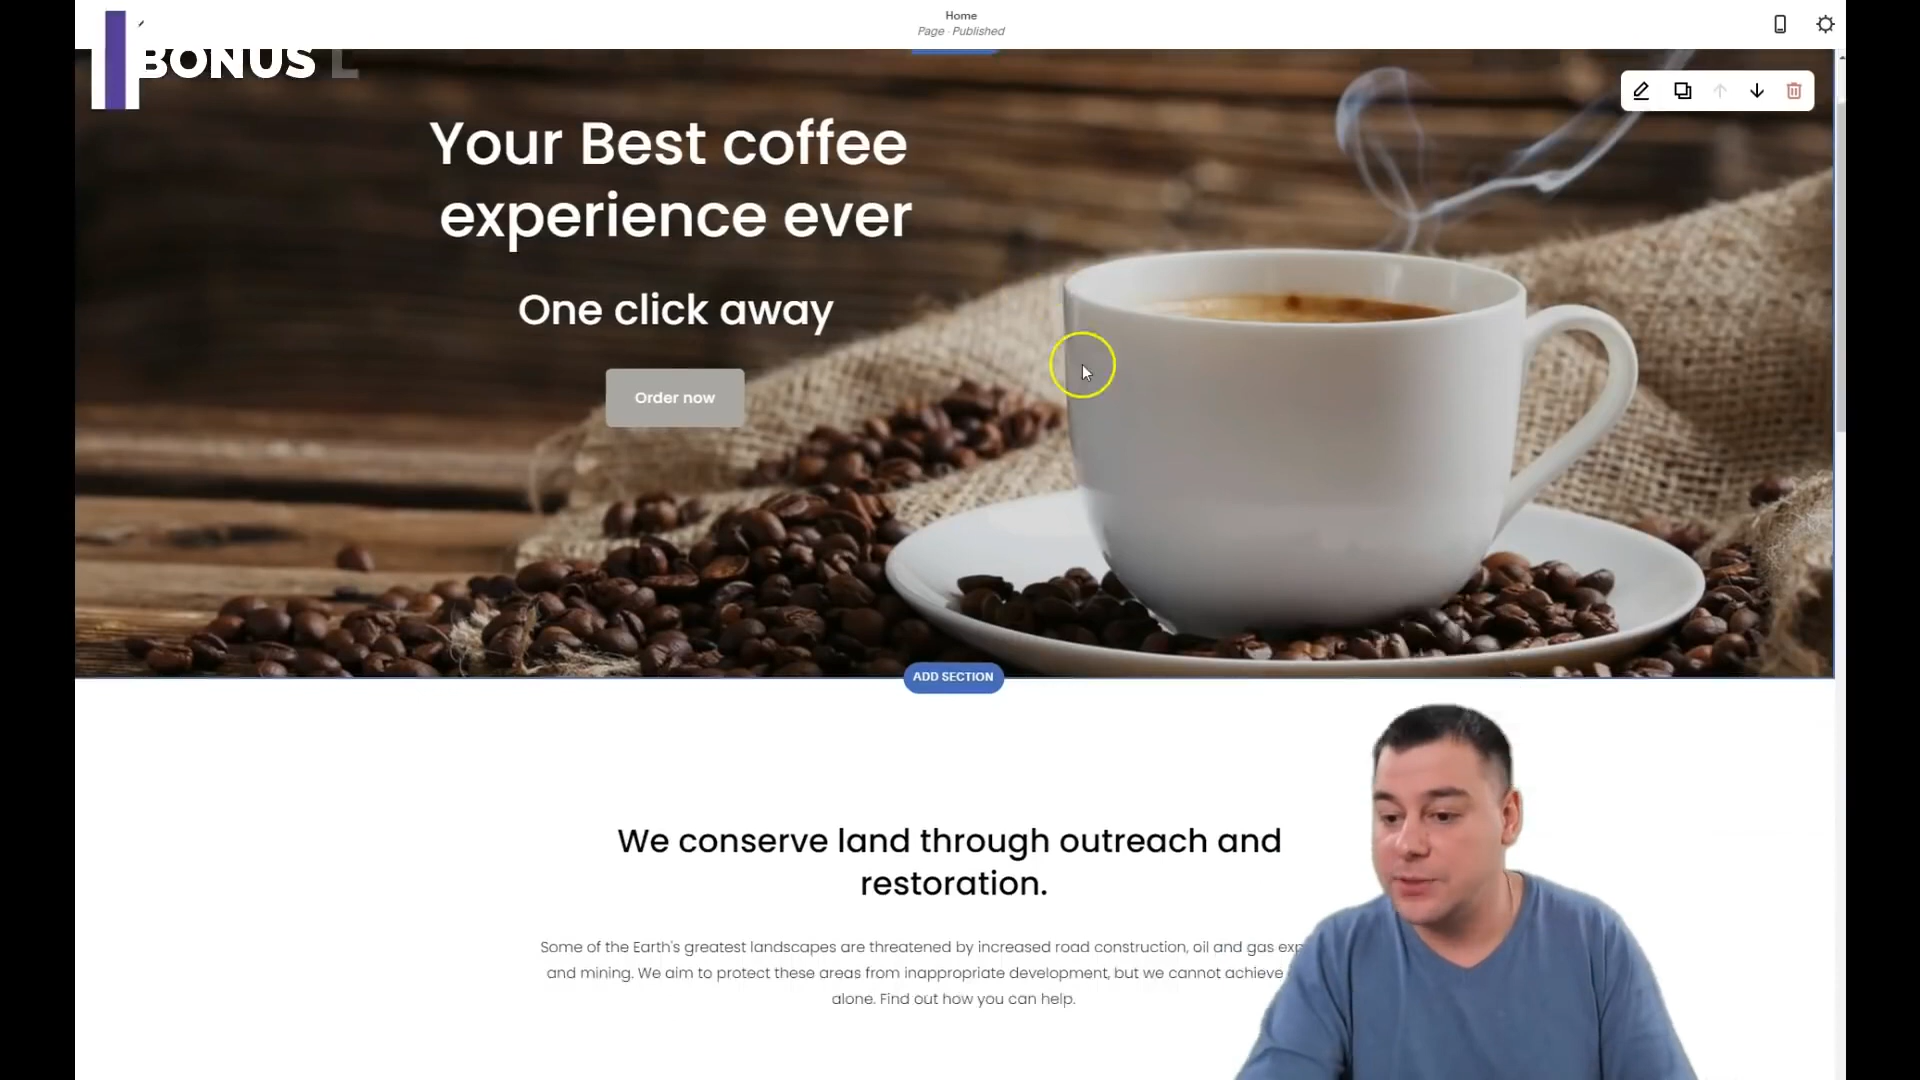 Home
Page · Published
BONUS L
Your Best coffee
experience ever
One click away
Order now
ADD SECTION
We conserve land through outreach and
restoration.
Some of the Earth's greatest landscapes are threatened by increased road construction, oil and gas exp
and mining. We aim to protect these areas from inappropriate development, but we cannot achieve
alone. Find out how you can help.